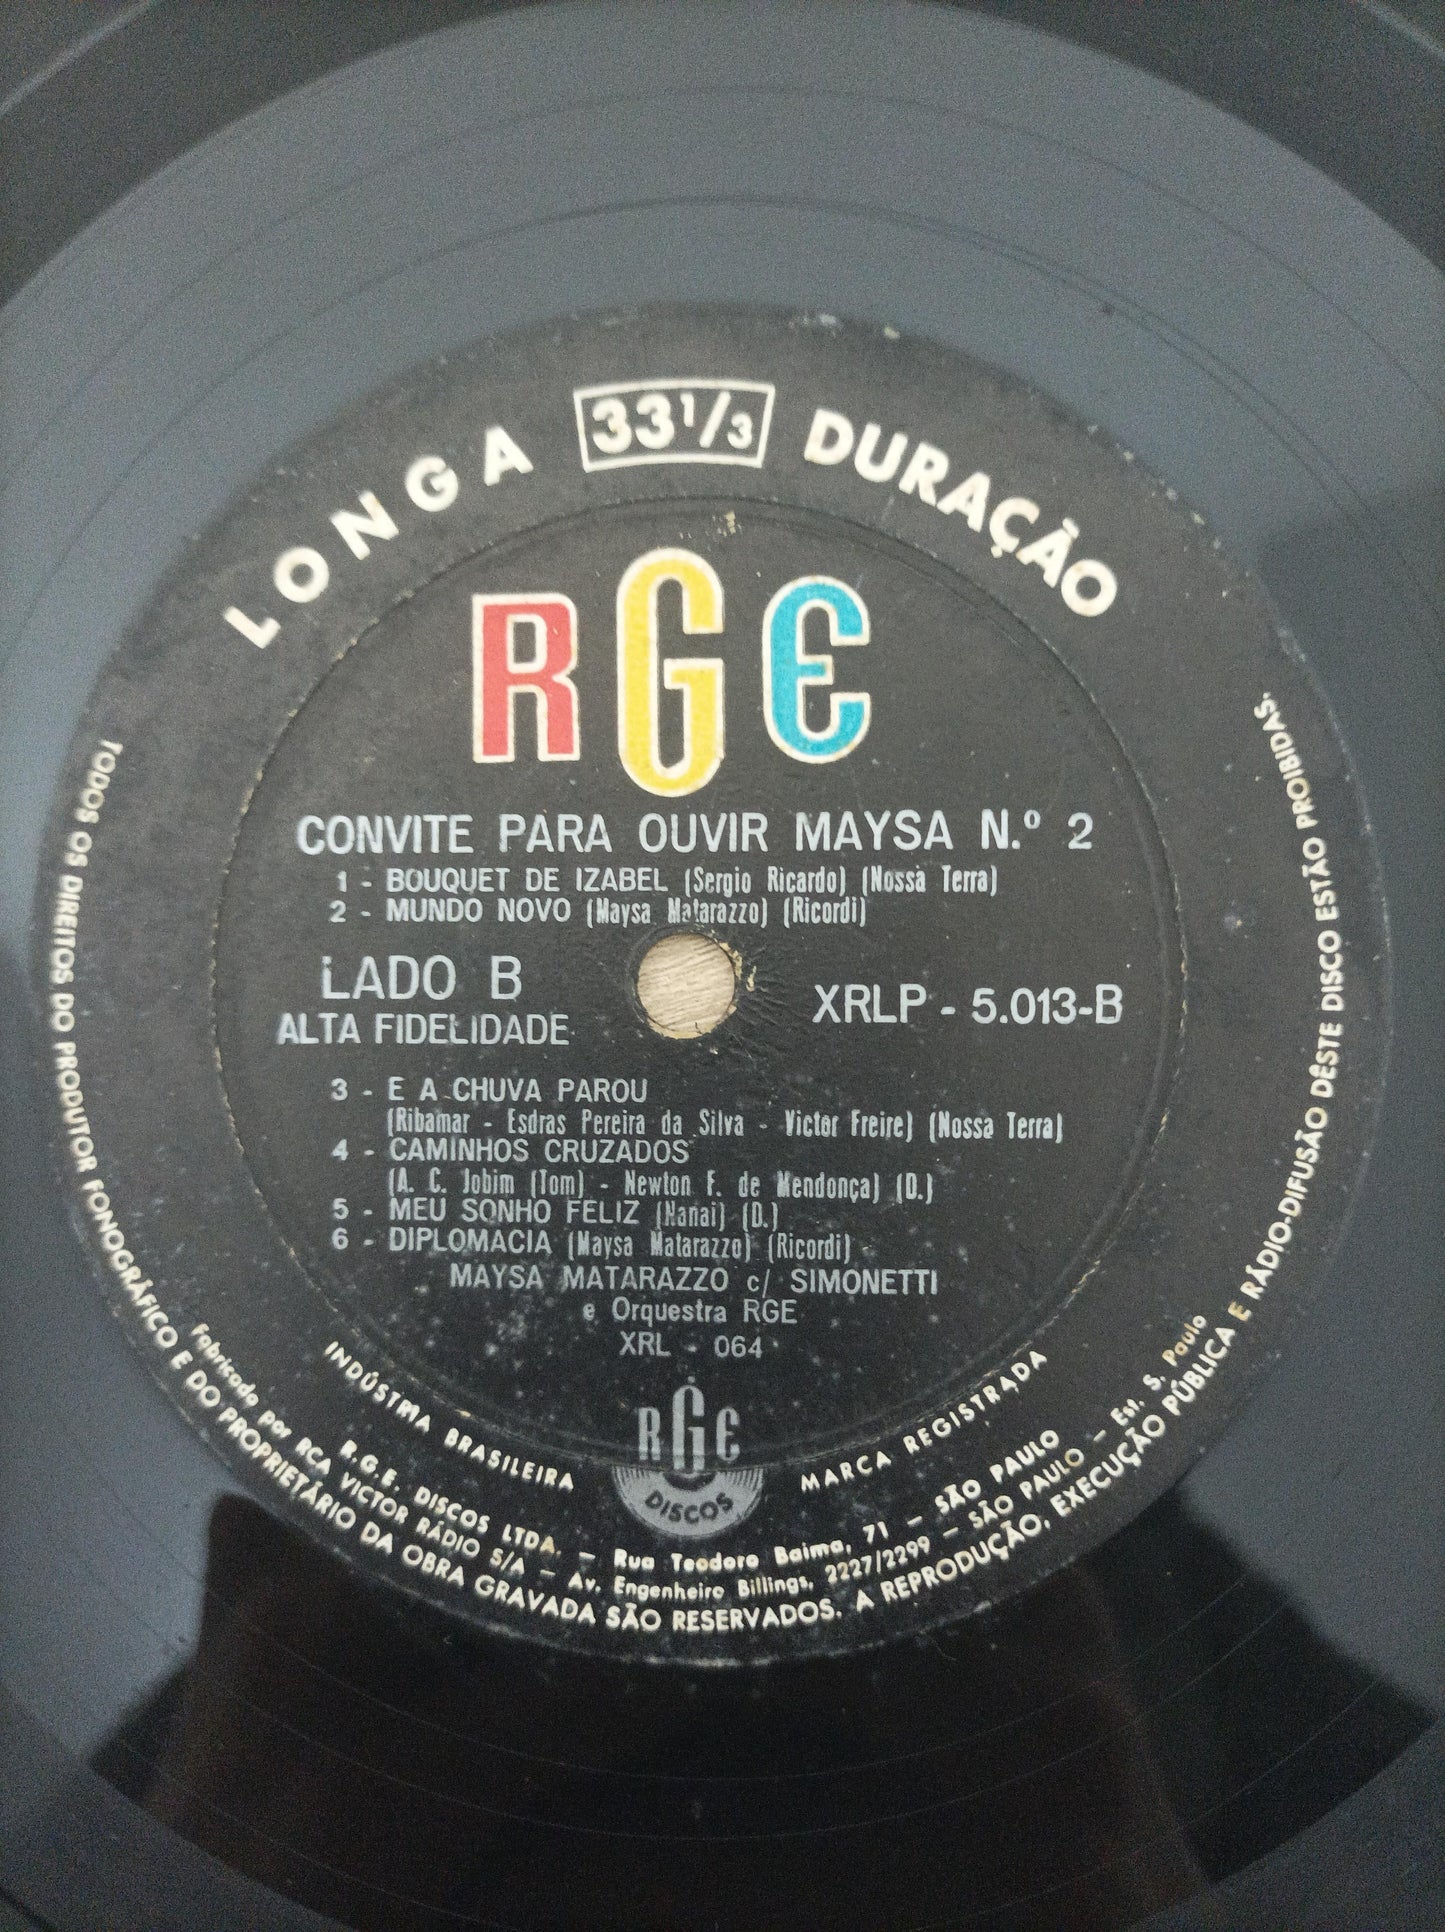 LONGA 33 1/3 DURAÇÃO
RGE
CONVITE PARA OUVIR MAYSA N.º 2
1 - BOUQUET DE IZABEL (Sergio Ricardo) (Nossa Terra)
2 - MUNDO NOVO (Maysa Matarazzo) (Ricordi)
LADO B
ALTA FIDELIDADE
XRLP - 5.013-B
3 - E A CHUVA PAROU
(Ribamar - Esdras Pereira da Silva - Victor Freire) (Nossa Terra)
4 - CAMINHOS CRUZADOS
(A. C. Jobim (Tom) - Newton F. de Mendonça) (D.)
5 - MEU SONHO FELIZ (Nanai) (D.)
6 - DIPLOMACIA (Maysa Matarazzo) (Ricordi)
MAYSA MATARAZZO c/ SIMONETTI
e Orquestra RGE
XRL - 064
RGE
DISCOS
INDÚSTRIA BRASILEIRA
MARCA REGISTRADA
R.G.E. DISCOS LTDA. - Rua Teodoro Baima, 71 - SÃO PAULO
Fabricado por RCA VICTOR RÁDIO S/A - Av. Engenheiro Billings, 2227/2299 - SÃO PAULO - Est. S. Paulo
TODOS OS DIREITOS DO PRODUTOR FONOGRÁFICO E DO PROPRIETÁRIO DA OBRA GRAVADA SÃO RESERVADOS. A REPRODUÇÃO, EXECUÇÃO PÚBLICA E RÁDIO-DIFUSÃO DÊSTE DISCO ESTÃO PROIBIDAS.